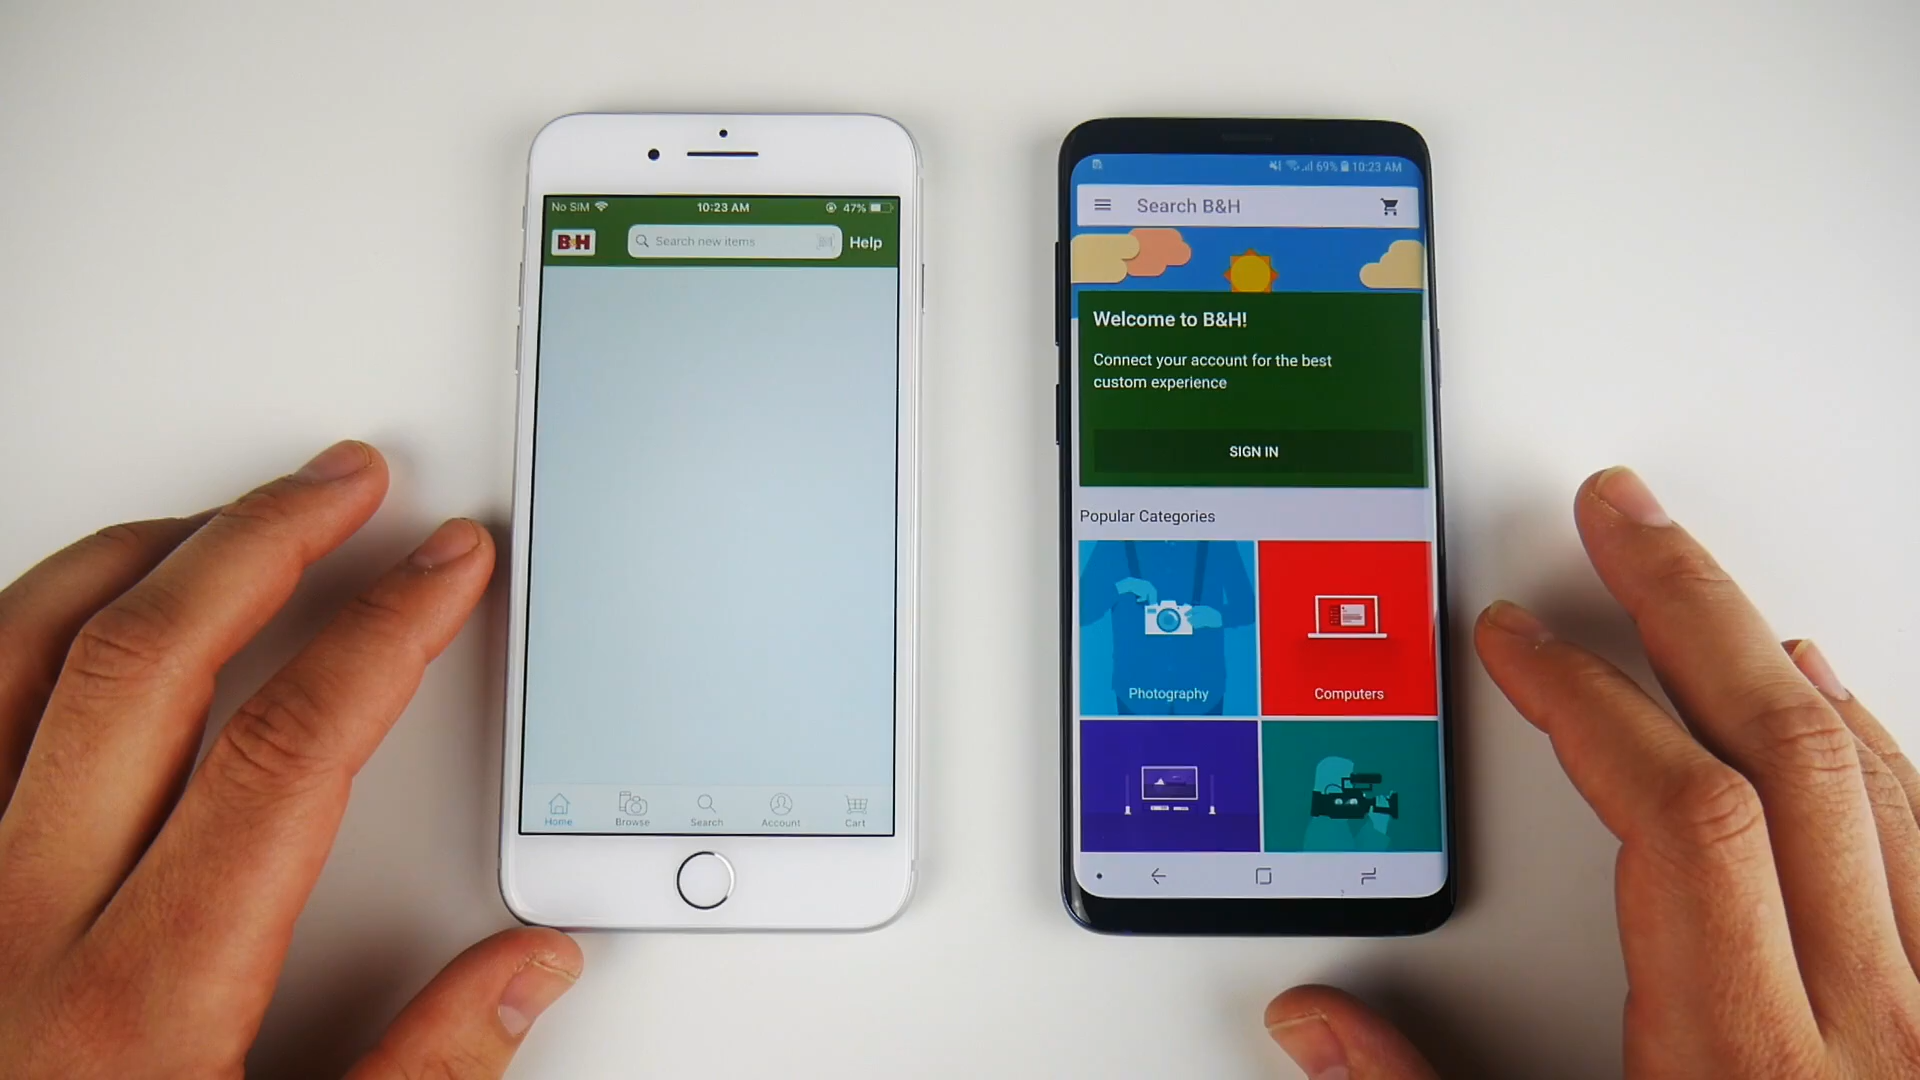 No SIM 10:23 AM 47%
B&H Search new items Help
Home Browse Search Account Cart
69% 10:23 AM
Search B&H
Welcome to B&H!
Connect your account for the best
custom experience
SIGN IN
Popular Categories
Photography Computers